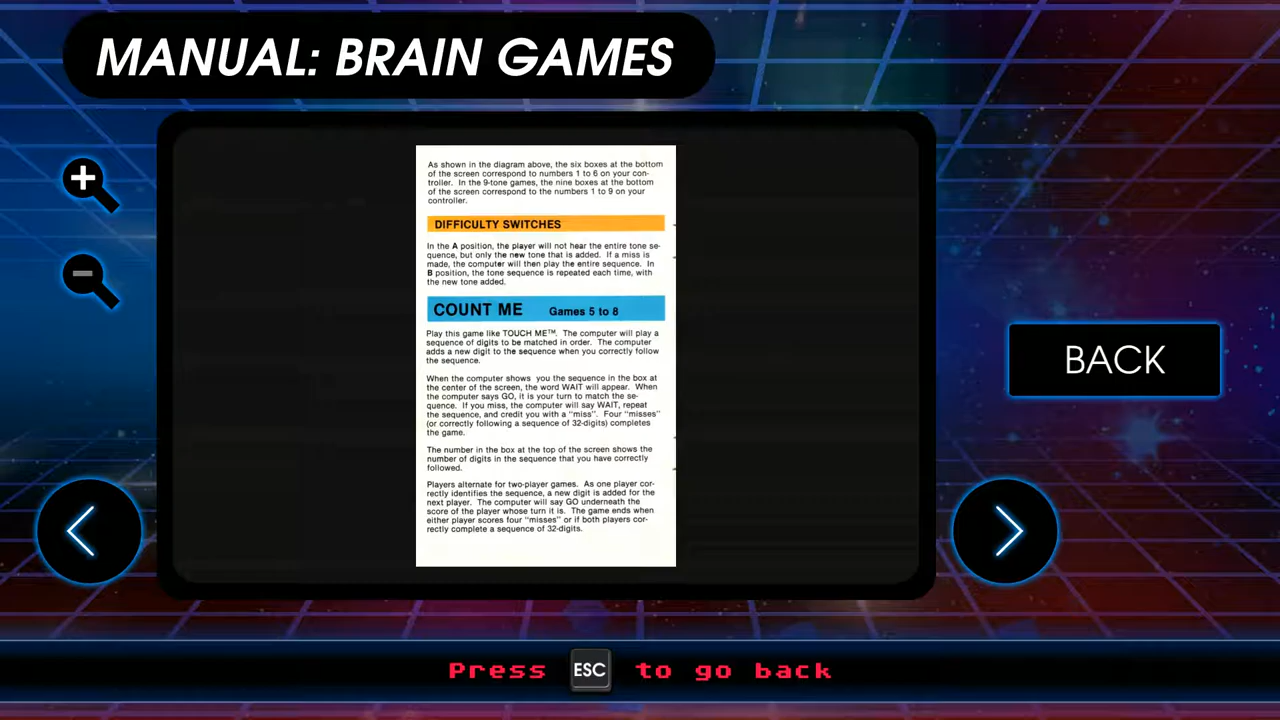 MANUAL: BRAIN GAMES
As shown in the diagram above, the six boxes at the bottom
of the screen correspond to numbers 1 to 6 on your con-
troller. In the 9-tone games, the nine boxes at the bottom
of the screen correspond to the numbers 1 to 9 on your
controller.
DIFFICULTY SWITCHES
In the A position, the player will not hear the entire tone se-
quence, but only the new tone that is added. If a miss is
made, the computer will then play the entire sequence. In
B position, the tone sequence is repeated each time, with
the new tone added.
COUNT ME Games 5 to 8
Play this game like TOUCH ME™. The computer will play a
sequence of digits to be matched in order. The computer
adds a new digit to the sequence when you correctly follow
the sequence.
When the computer shows you the sequence in the box at
the center of the screen, the word WAIT will appear. When
the computer says GO, it is your turn to match the se-
quence. If you miss, the computer will say WAIT, repeat
the sequence, and credit you with a "miss". Four "misses"
(or correctly following a sequence of 32-digits) completes
the game.
The number in the box at the top of the screen shows the
number of digits in the sequence that you have correctly
followed.
Players alternate for two-player games. As one player cor-
rectly identifies the sequence, a new digit is added for the
next player. The computer will say GO underneath the
score of the player whose turn it is. The game ends when
either player scores four "misses" or if both players cor-
rectly complete a sequence of 32-digits.
BACK
Press ESC to go back